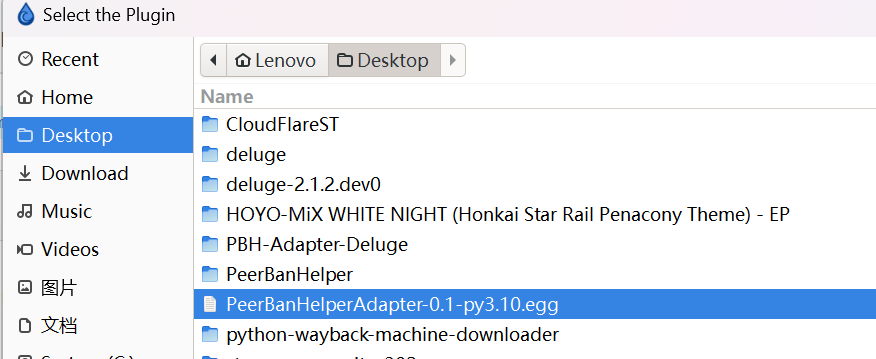 Select the Plugin
Recent
Home
Desktop
Download
Music
Videos
图片
文档
Lenovo
Desktop
Name
CloudFlareST
deluge
deluge-2.1.2.dev0
HOYO-MiX WHITE NIGHT (Honkai Star Rail Penacony Theme) - EP
PBH-Adapter-Deluge
PeerBanHelper
PeerBanHelperAdapter-0.1-py3.10.egg
python-wayback-machine-downloader